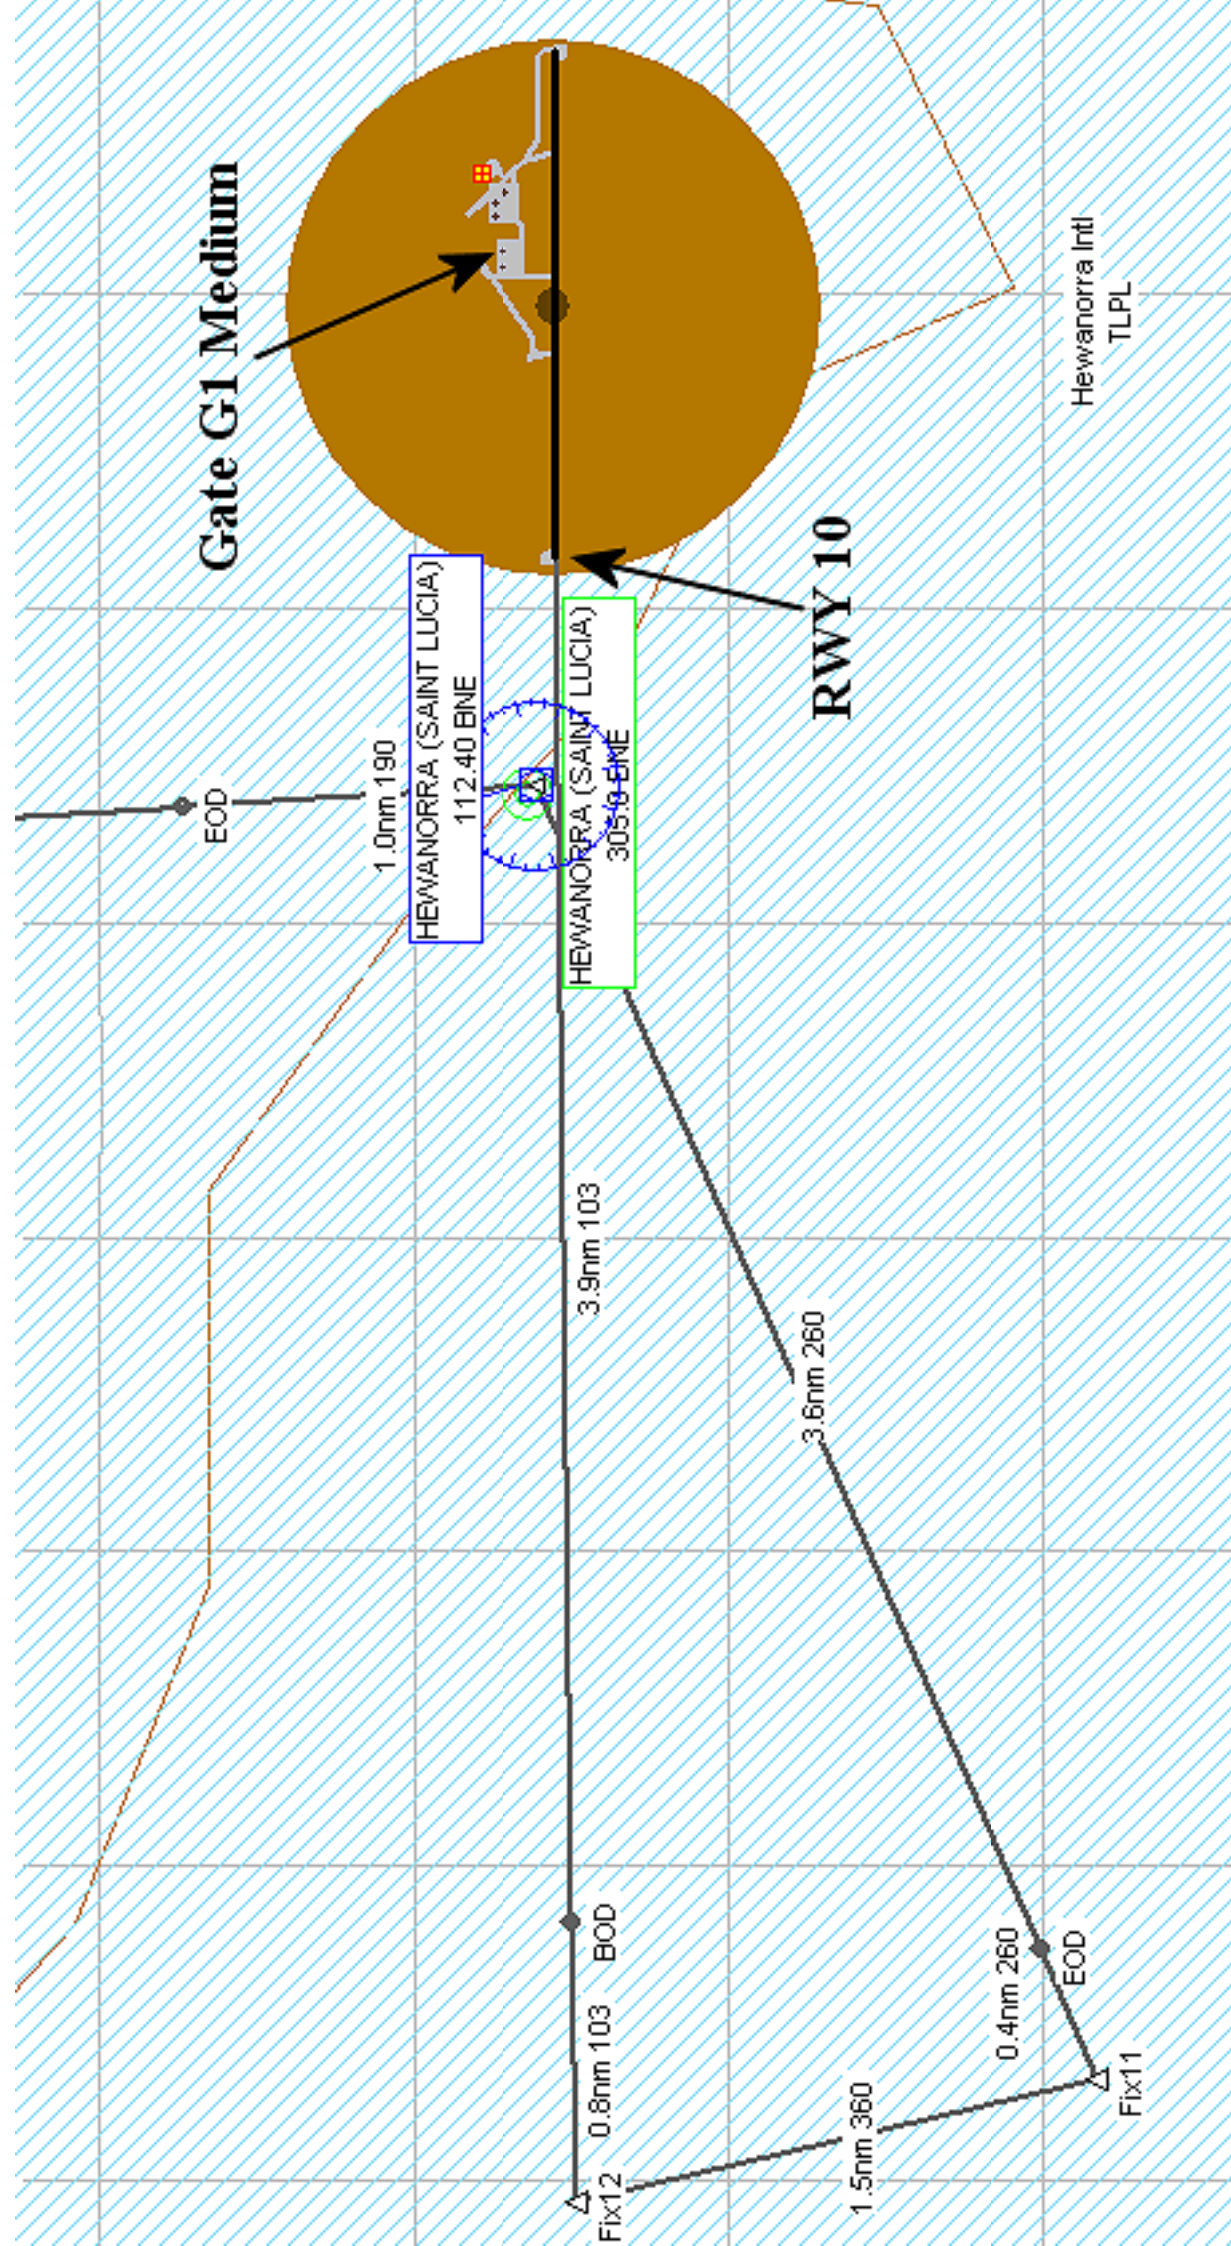 Gate G1 Medium
EOD
1.0nm 190
HEWANORRA (SAINT LUCIA)
112.40 BNE
HEWANORRA (SAINT LUCIA)
BNE
RWY 10
Hewanorra Intl
TLPL
3.9nm 103
3.6nm 260
BOD
0.8nm 103
Fix12
1.5nm 360
0.4nm 260
EOD
Fix11